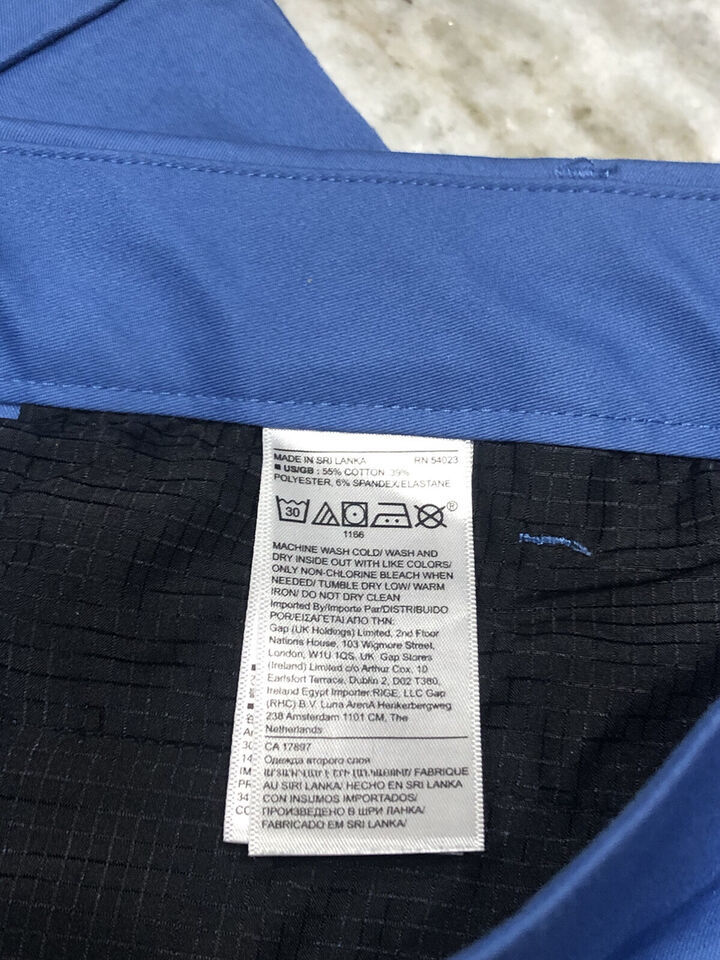 MADE IN SRI LANKA RN 54023
■ US/GB : 55% COTTON 39%
POLYESTER, 6% SPANDEX/ELASTANE
30 ®
1166
MACHINE WASH COLD/ WASH AND
DRY INSIDE OUT WITH LIKE COLORS/
ONLY NON-CHLORINE BLEACH WHEN
NEEDED/ TUMBLE DRY LOW/ WARM
IRON/ DO NOT DRY CLEAN
Imported By/Importe Par/DISTRIBUIDO
POR/ΕΙΣΑΓΕΤΑΙ ΑΠΟ ΤΗΝ:
Gap (UK Holdings) Limited, 2nd Floor
Nations House, 103 Wigmore Street,
London, W1U 1QS, UK Gap Stores
(Ireland) Limited c/o Arthur Cox, 10
Earlsfort Terrace, Dublin 2, D02 T380,
Ireland Egypt Importer:RIGE, LLC Gap
(RHC) B.V. Luna ArenA Herikerbergweg
238 Amsterdam 1101 CM, The
Netherlands
CA 17897
Одежда второго слоя
FABRIQUE
AU SIRI LANKA/ HECHO EN SRI LANKA
CON INSUMOS IMPORTADOS/
ПРОИЗВЕДЕНО В ШРИ ЛАНКА/
FABRICADO EM SRI LANKA/